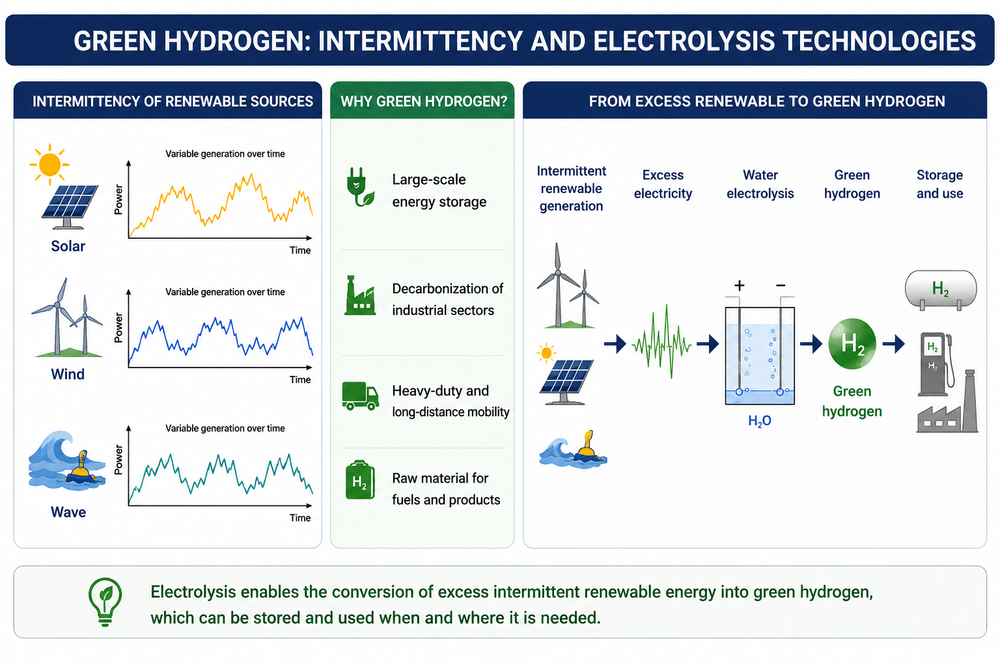 GREEN HYDROGEN: INTERMITTENCY AND ELECTROLYSIS TECHNOLOGIES
INTERMITTENCY OF RENEWABLE SOURCES
Variable generation over time
Power
Time
Solar
Variable generation over time
Power
Time
Wind
Variable generation over time
Power
Time
Wave
WHY GREEN HYDROGEN?
Large-scale
energy storage
Decarbonization of
industrial sectors
Heavy-duty and
long-distance mobility
H₂
Raw material for
fuels and products
FROM EXCESS RENEWABLE TO GREEN HYDROGEN
Intermittent
renewable
generation
Excess
electricity
Water
electrolysis
Green
hydrogen
Storage
and use
+ −
H₂O
H₂
Green
hydrogen
H₂
H₂
H₂
Electrolysis enables the conversion of excess intermittent renewable energy into green hydrogen,
which can be stored and used when and where it is needed.